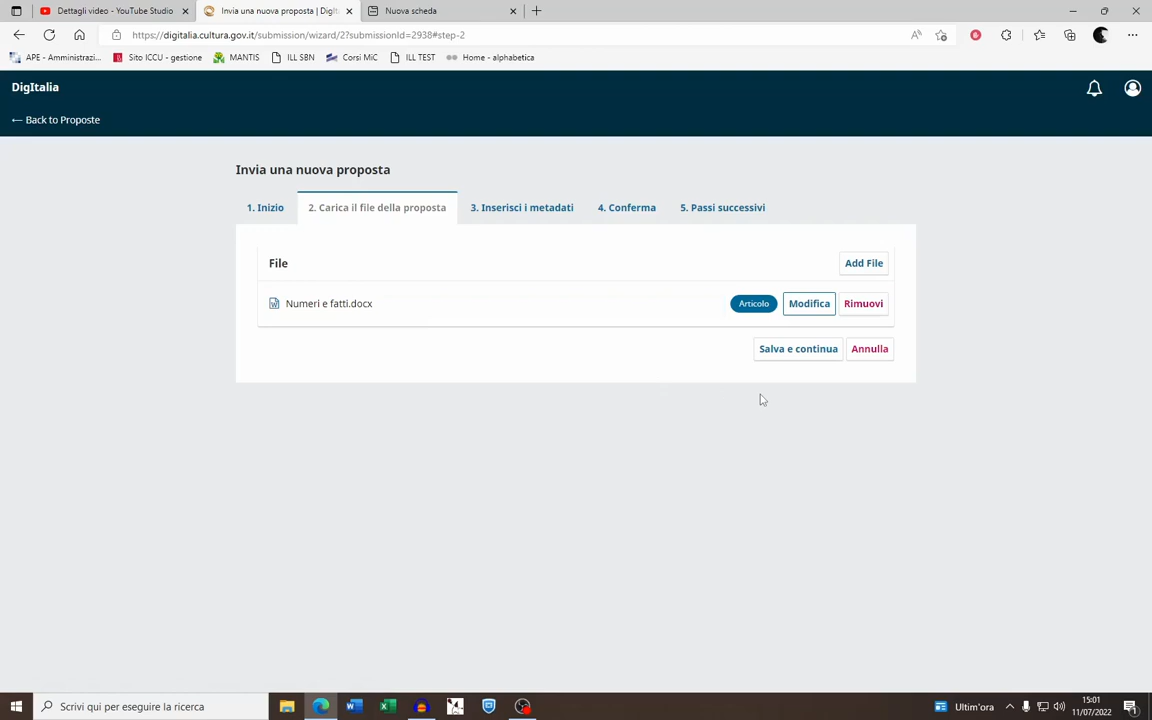 Dettagli video - YouTube Studio
Invia una nuova proposta | DigIt
Nuova scheda
https://digitalia.cultura.gov.it/submission/wizard/2?submissionId=2938#step-2
APE - Amministrazi...
Sito ICCU - gestione
MANTIS
ILL SBN
Corsi MiC
ILL TEST
Home - alphabetica
DigItalia
← Back to Proposte
Invia una nuova proposta
1. Inizio
2. Carica il file della proposta
3. Inserisci i metadati
4. Conferma
5. Passi successivi
File
Add File
Numeri e fatti.docx
Articolo
Modifica
Rimuovi
Salva e continua
Annulla
Scrivi qui per eseguire la ricerca
Ultim'ora
15:01
11/07/2022